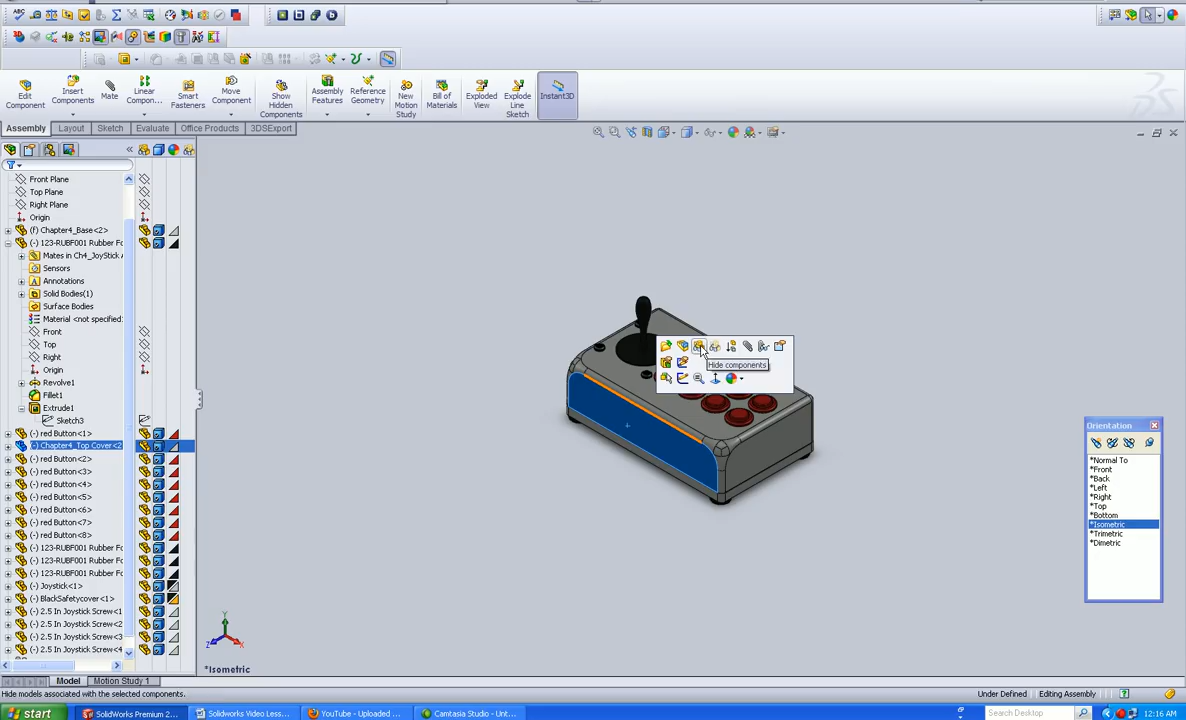 Edit Component
Insert Components
Mate
Linear Compon...
Smart Fasteners
Move Component
Show Hidden Components
Assembly Features
Reference Geometry
New Motion Study
Bill of Materials
Exploded View
Explode Line Sketch
Instant3D
Assembly Layout Sketch Evaluate Office Products 3DSExport
Front Plane
Top Plane
Right Plane
Origin
(f) Chapter4_Base<2>
(-) 123-RUBF001 Rubber Fo
Mates in Ch4_JoyStick A
Sensors
Annotations
Solid Bodies(1)
Surface Bodies
Material <not specified
Front
Top
Right
Origin
Revolve1
Fillet1
Extrude1
Sketch3
(-) red Button<1>
(-) Chapter4_Top Cover<2
(-) red Button<2>
(-) red Button<3>
(-) red Button<4>
(-) red Button<5>
(-) red Button<6>
(-) red Button<7>
(-) red Button<8>
(-) 123-RUBF001 Rubber Fo
(-) 123-RUBF001 Rubber Fo
(-) 123-RUBF001 Rubber Fo
(-) Joystick<1>
(-) BlackSafetycover<1>
(-) 2.5 In Joystick Screw<1
(-) 2.5 In Joystick Screw<2
(-) 2.5 In Joystick Screw<3
(-) 2.5 In Joystick Screw<4
Hide components
Orientation
*Normal To
*Front
*Back
*Left
*Right
*Top
*Bottom
*Isometric
*Trimetric
*Dimetric
Y
Z
X
*Isometric
Model Motion Study 1
Hide models associated with the selected components.
Under Defined Editing Assembly
start
SolidWorks Premium 2...
Solidworks Video Less...
YouTube - Uploaded ...
Camtasia Studio - Unt...
Search Desktop
12:16 AM